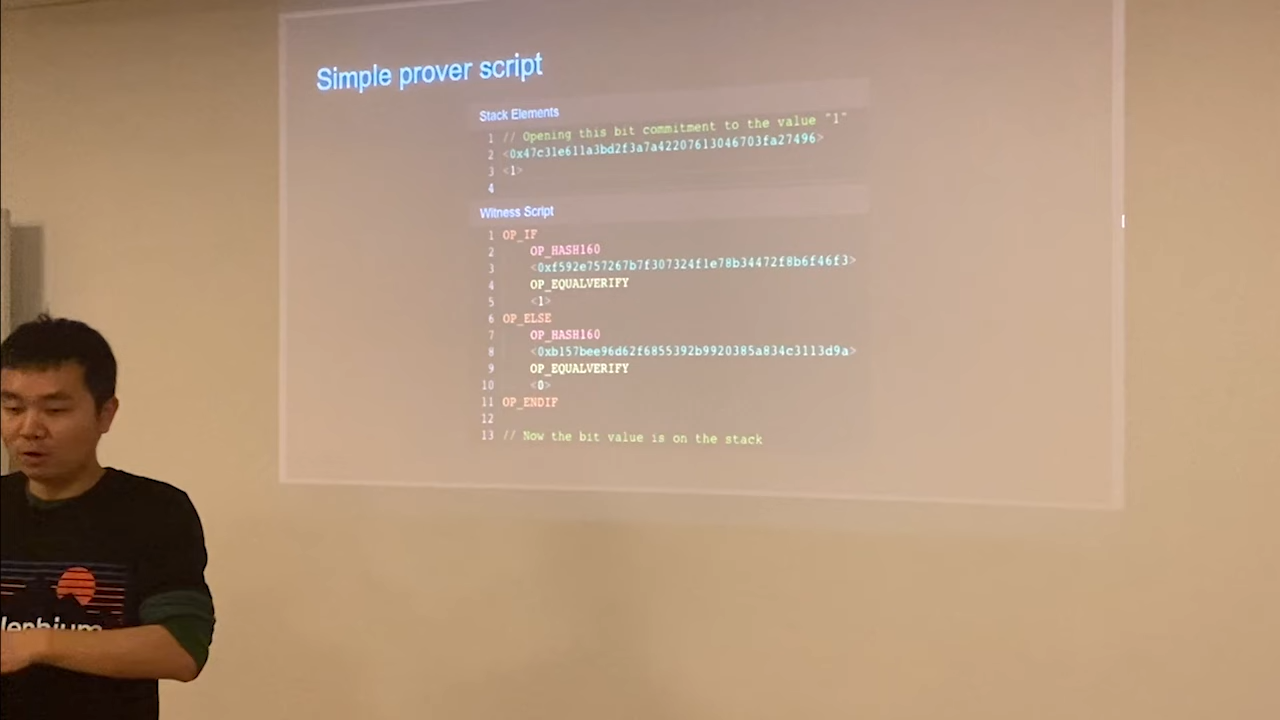 Simple prover script
Stack Elements
1 // Opening this bit commitment to the value "1"
2 <0x47c31e611a3bd2f3a7a42207613046703fa27496>
3 <1>
4
Witness Script
1 OP_IF
2 OP_HASH160
3 <0xf592e757267b7f307324f1e78b34472f8b6f46f3>
4 OP_EQUALVERIFY
5 <1>
6 OP_ELSE
7 OP_HASH160
8 <0xb157bee96d62f6855392b9920385a834c3113d9a>
9 OP_EQUALVERIFY
10 <0>
11 OP_ENDIF
12
13 // Now the bit value is on the stack